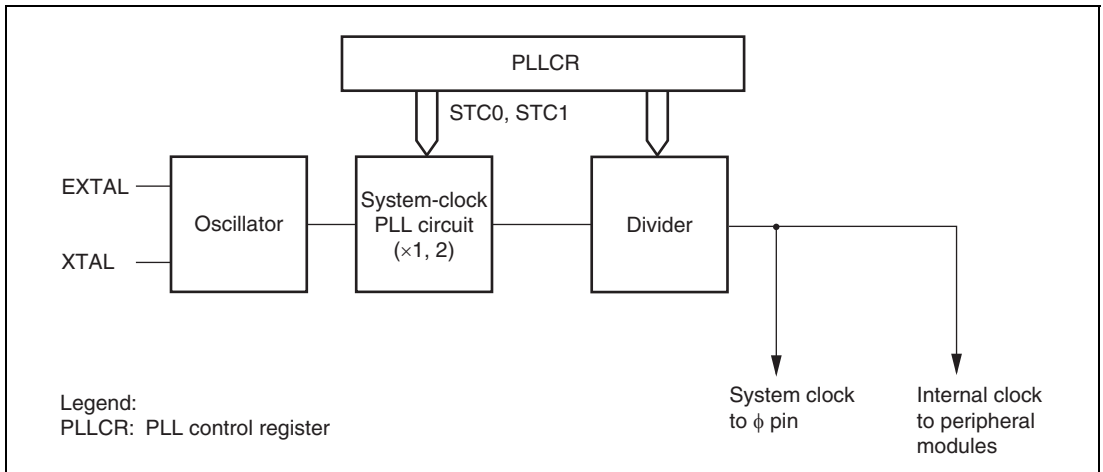 PLLCR
STC0, STC1
EXTAL
XTAL
Oscillator
System-clock
PLL circuit
(×1, 2)
Divider
System clock
to ϕ pin
Internal clock
to peripheral
modules
Legend:
PLLCR: PLL control register